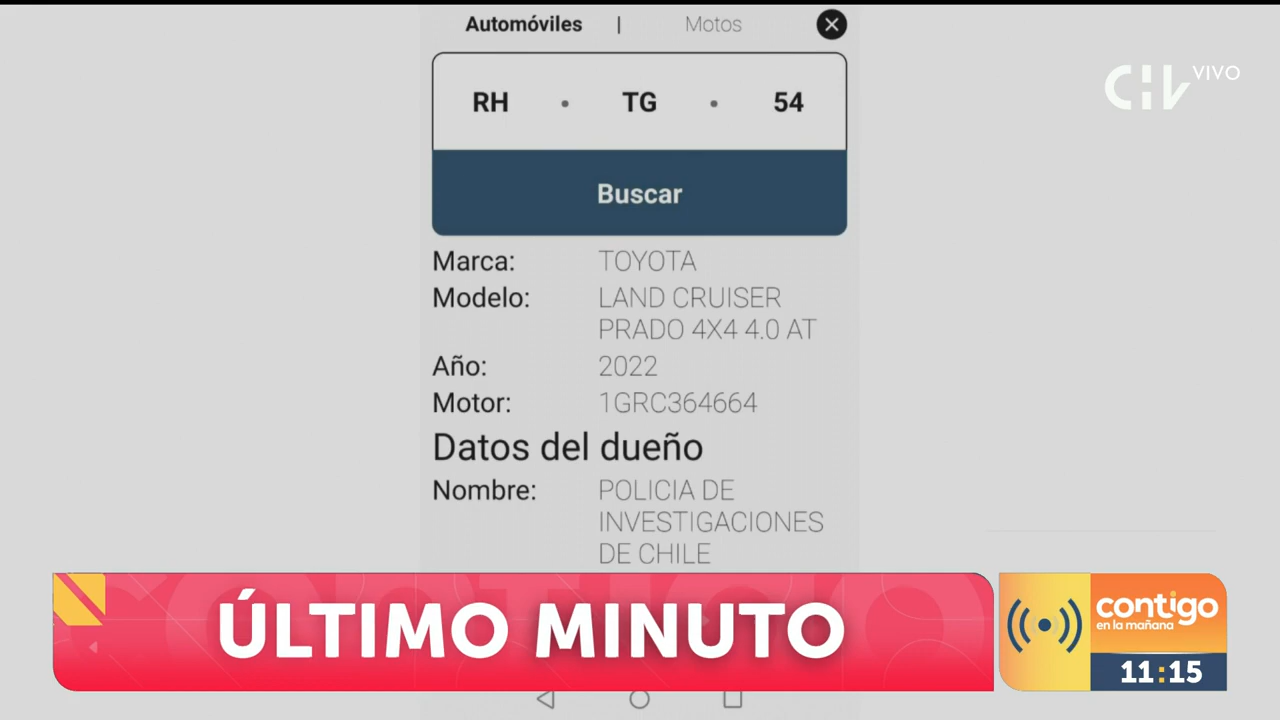 Automóviles | Motos
CHV VIVO
RH • TG • 54
Buscar
Marca: TOYOTA
Modelo: LAND CRUISER
PRADO 4X4 4.0 AT
Año: 2022
Motor: 1GRC364664
Datos del dueño
Nombre: POLICIA DE
INVESTIGACIONES
DE CHILE
ÚLTIMO MINUTO
contigo
en la mañana
11:15